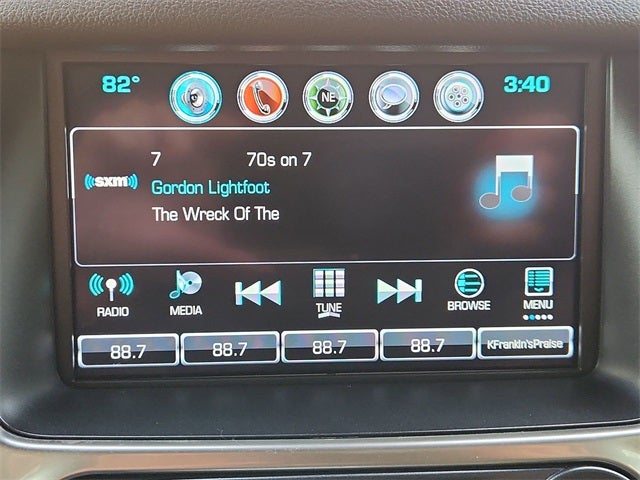 82° NE 3:40
7 70s on 7
((sxm))
Gordon Lightfoot
The Wreck Of The
RADIO MEDIA TUNE BROWSE MENU
88.7 88.7 88.7 88.7 KFrankin'sPraise